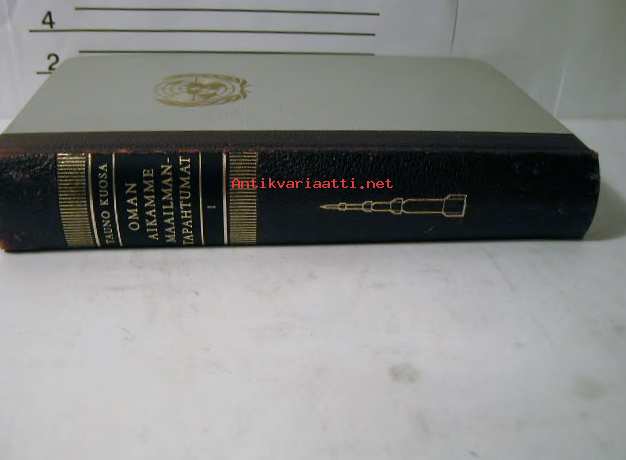 4
2
TAUNO KUOSA
OMAN
AIKAMME
MAAILMAN-
TAPAHTUMAT
I
Antikvariaatti.net